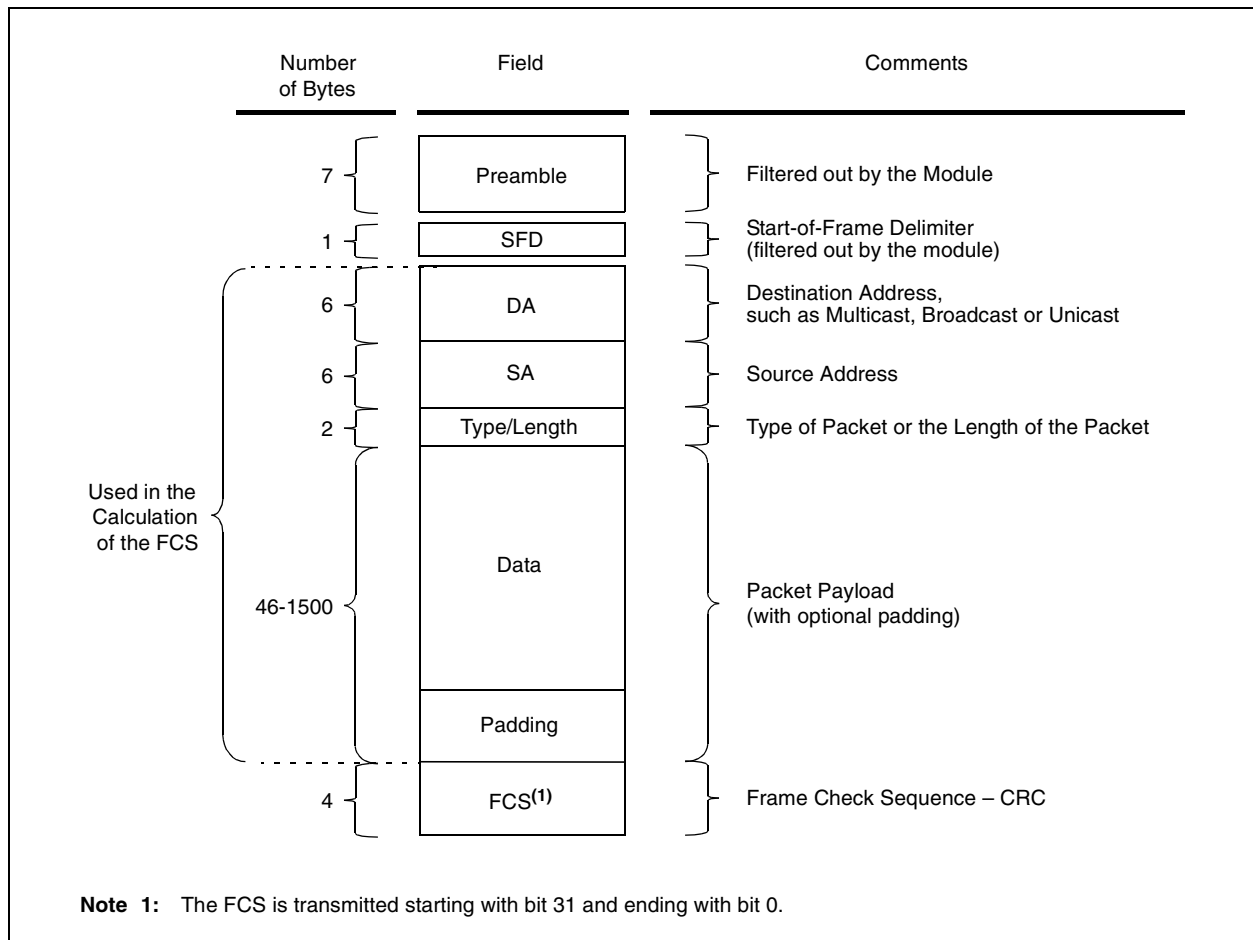 Number
of Bytes
Field
Comments
7
Preamble
Filtered out by the Module
1
SFD
Start-of-Frame Delimiter
(filtered out by the module)
6
DA
Destination Address,
such as Multicast, Broadcast or Unicast
6
SA
Source Address
2
Type/Length
Type of Packet or the Length of the Packet
Used in the
Calculation
of the FCS
46-1500
Data
Packet Payload
(with optional padding)
Padding
4
FCS(1)
Frame Check Sequence – CRC
Note 1: The FCS is transmitted starting with bit 31 and ending with bit 0.